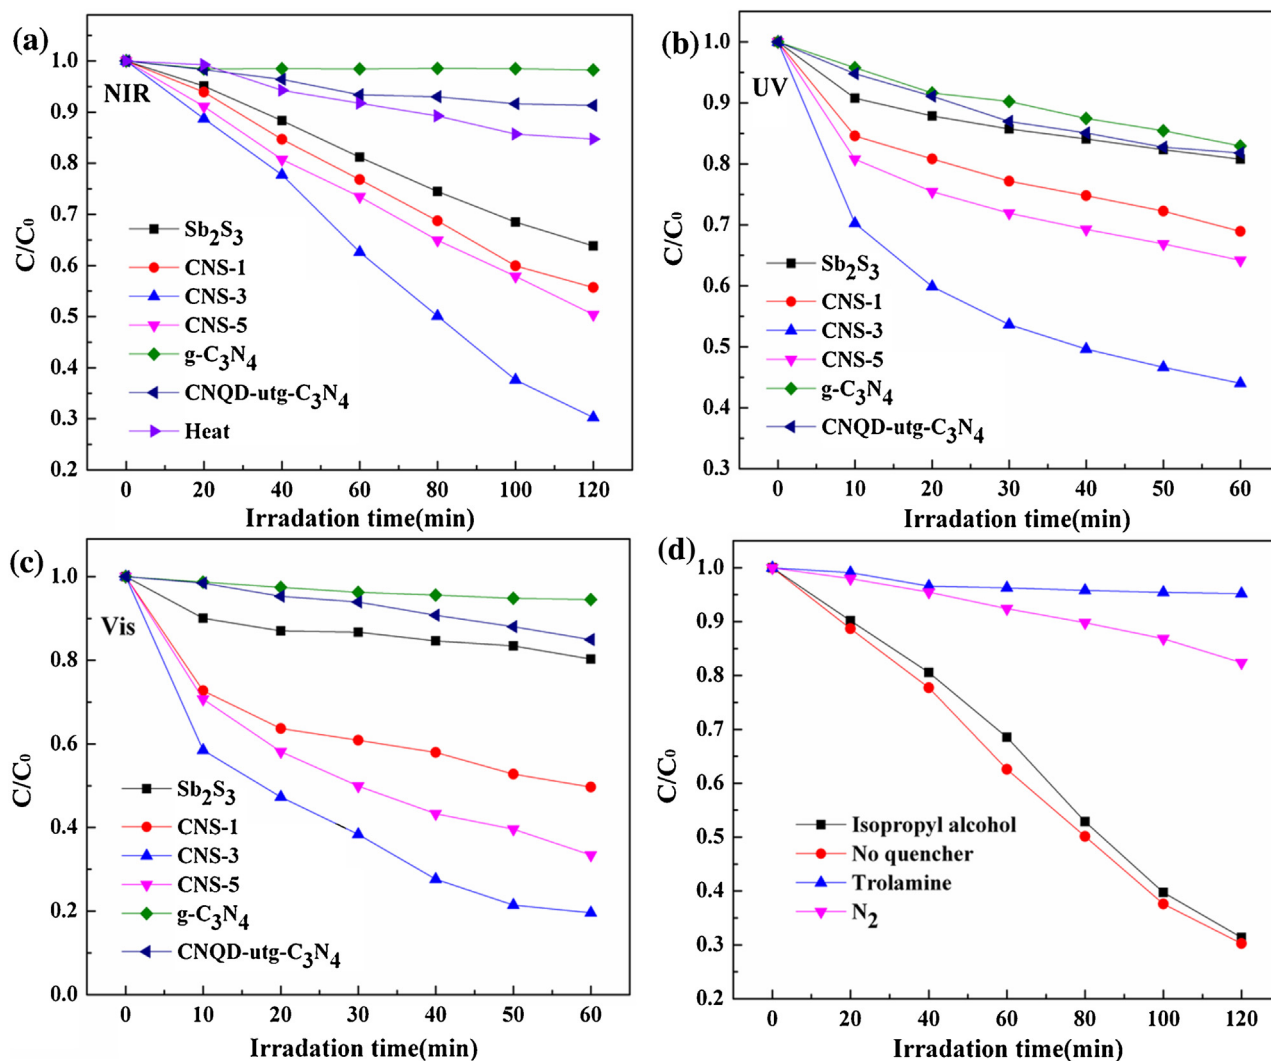 (a)
NIR
1.0
0.9
0.8
0.7
0.6
0.5
0.4
0.3
0.2
C/C₀
Sb₂S₃
CNS-1
CNS-3
CNS-5
g-C₃N₄
CNQD-utg-C₃N₄
Heat
0 20 40 60 80 100 120
Irradation time(min)
(b)
UV
1.0
0.9
0.8
0.7
0.6
0.5
0.4
0.3
C/C₀
Sb₂S₃
CNS-1
CNS-3
CNS-5
g-C₃N₄
CNQD-utg-C₃N₄
0 10 20 30 40 50 60
Irradation time(min)
(c)
Vis
1.0
0.8
0.6
0.4
0.2
0.0
C/C₀
Sb₂S₃
CNS-1
CNS-3
CNS-5
g-C₃N₄
CNQD-utg-C₃N₄
0 10 20 30 40 50 60
Irradation time(min)
(d)
1.0
0.9
0.8
0.7
0.6
0.5
0.4
0.3
0.2
C/C₀
Isopropyl alcohol
No quencher
Trolamine
N₂
0 20 40 60 80 100 120
Irradation time(min)